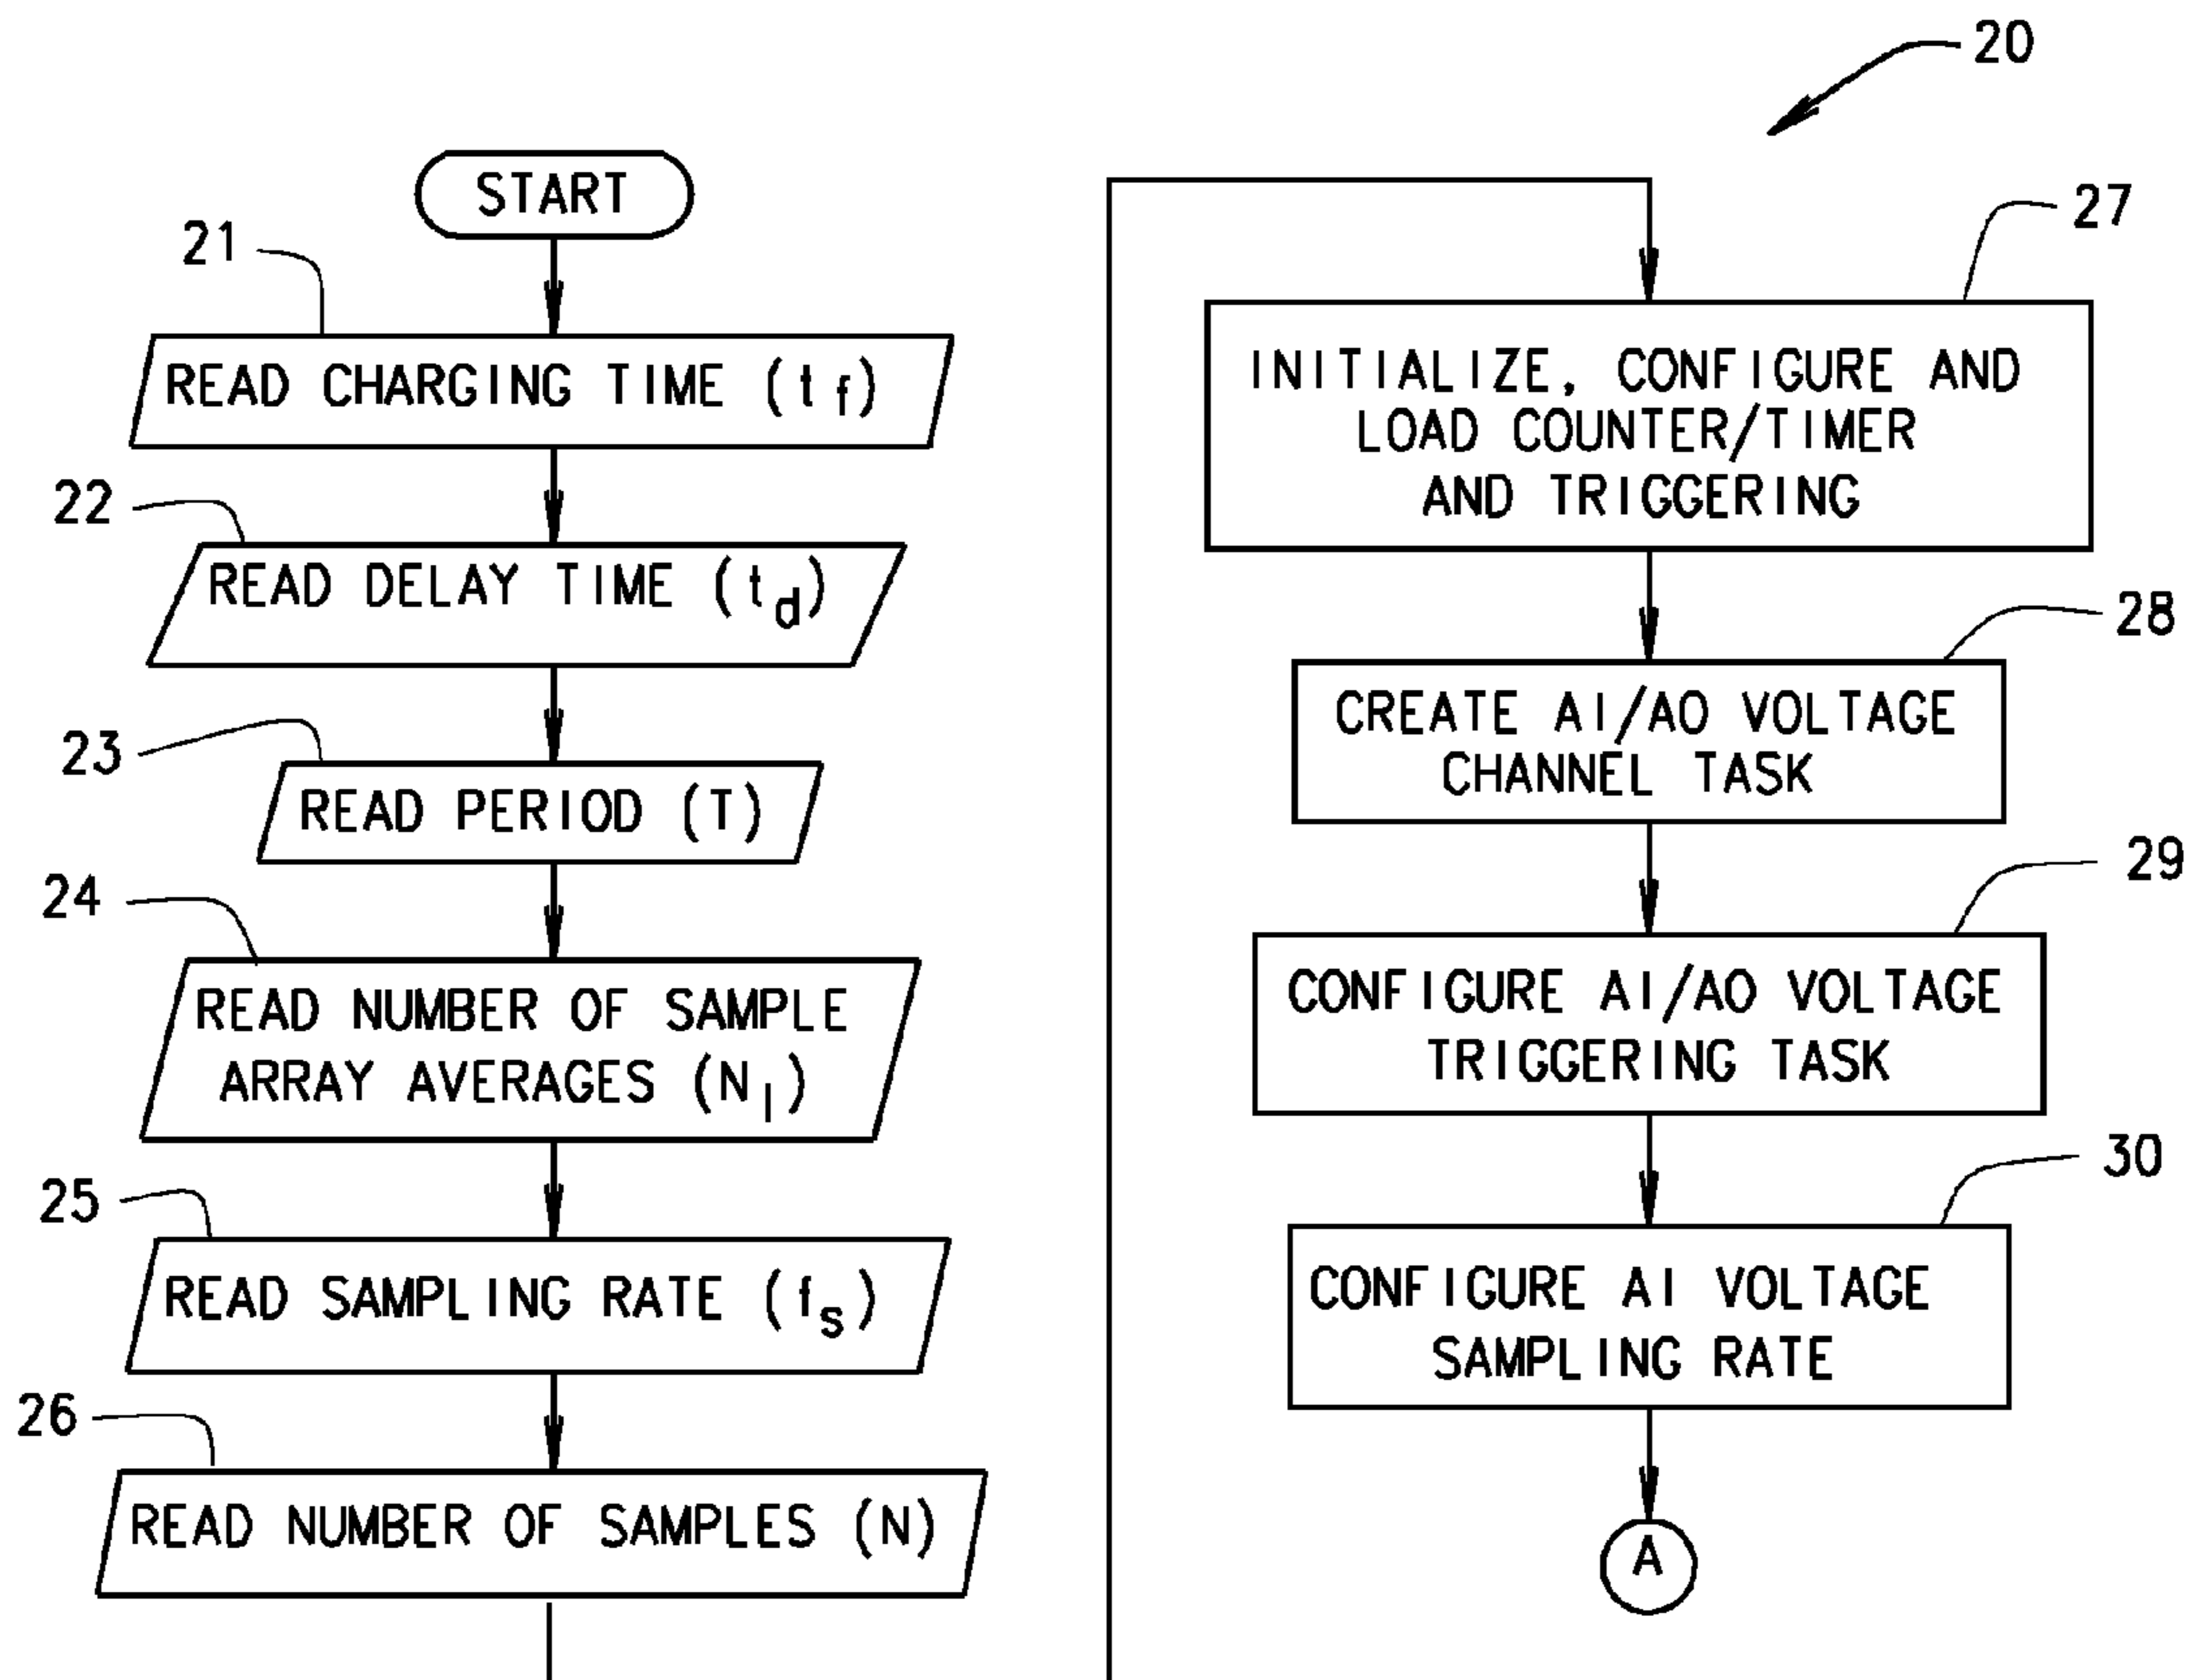 20
START
21
READ CHARGING TIME (tf)
22
READ DELAY TIME (td)
23
READ PERIOD (T)
24
READ NUMBER OF SAMPLE
ARRAY AVERAGES (NI)
25
READ SAMPLING RATE (fs)
26
READ NUMBER OF SAMPLES (N)
27
INITIALIZE, CONFIGURE AND
LOAD COUNTER/TIMER
AND TRIGGERING
28
CREATE AI/AO VOLTAGE
CHANNEL TASK
29
CONFIGURE AI/AO VOLTAGE
TRIGGERING TASK
30
CONFIGURE AI VOLTAGE
SAMPLING RATE
A